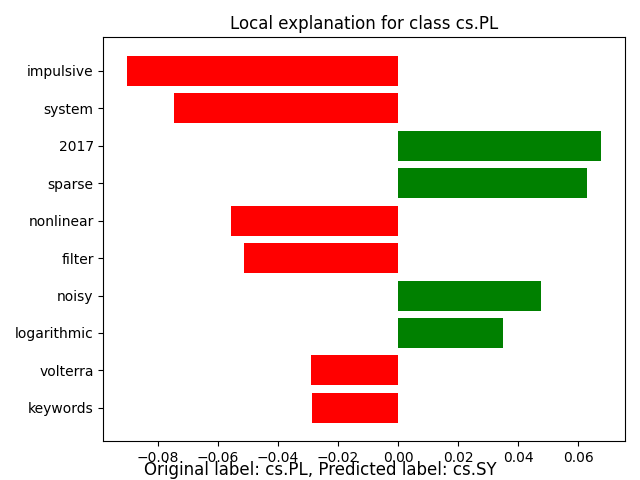 Local explanation for class cs.PL
impulsive
system
2017
sparse
nonlinear
filter
noisy
logarithmic
volterra
keywords
−0.08 −0.06 −0.04 −0.02 0.00 0.02 0.04 0.06
Original label: cs.PL, Predicted label: cs.SY